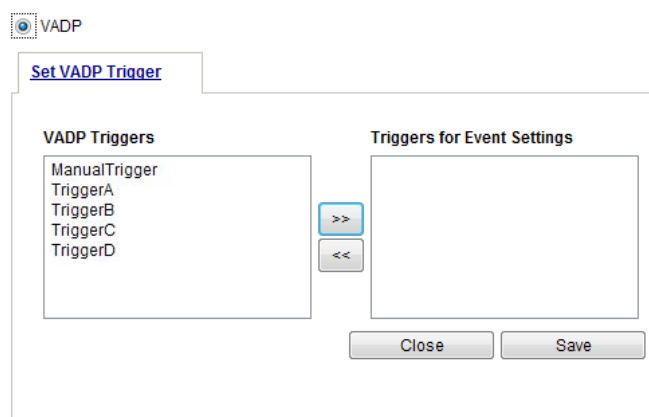 VADP
Set VADP Trigger
VADP Triggers
Triggers for Event Settings
ManualTrigger
TriggerA
TriggerB
TriggerC
TriggerD
>>
<<
Close
Save